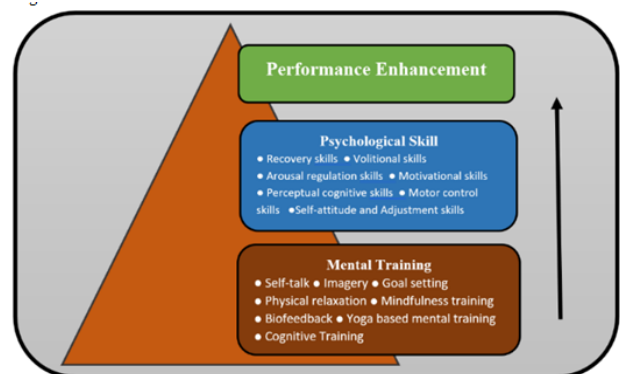 Performance Enhancement
Psychological Skill
● Recovery skills ● Volitional skills
● Arousal regulation skills ● Motivational skills
● Perceptual cognitive skills ● Motor control
skills ●Self-attitude and Adjustment skills
Mental Training
● Self-talk ● Imagery ● Goal setting
● Physical relaxation ● Mindfulness training
● Biofeedback ● Yoga based mental training
● Cognitive Training